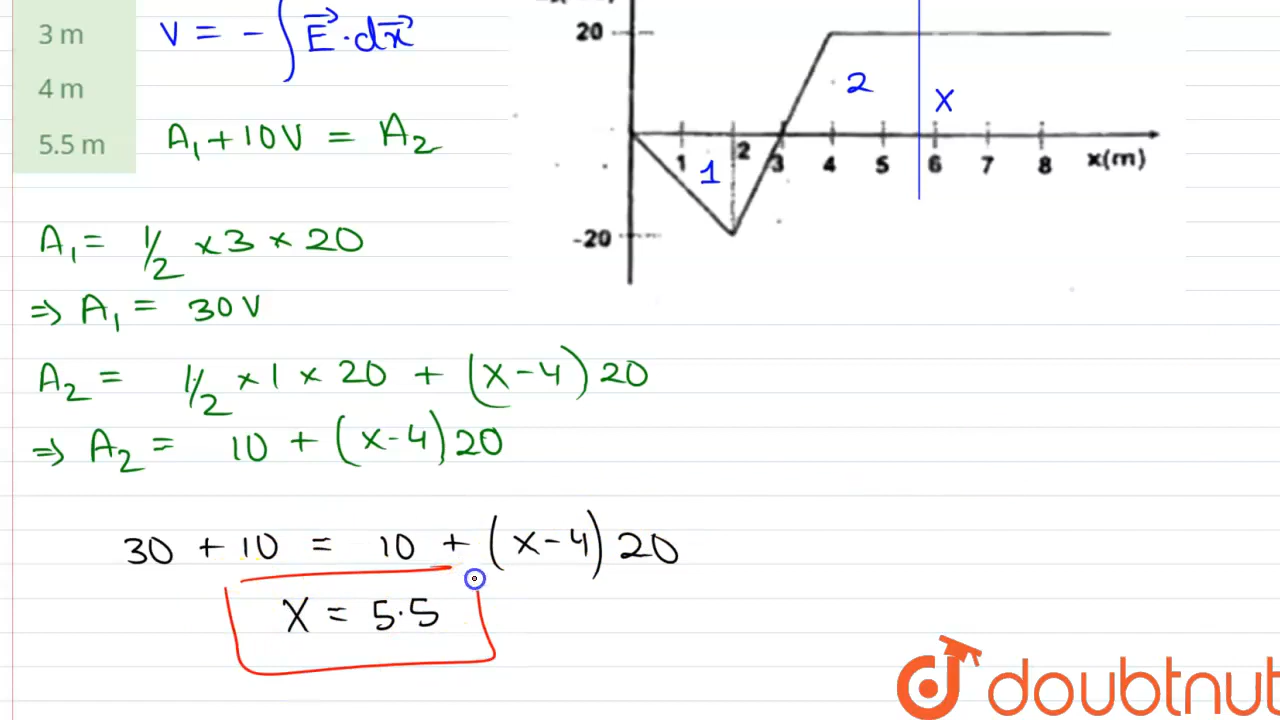 3 m
4 m
5.5 m
V = - ∫ E⃗ · dx⃗
A₁ + 10V = A₂
A₁ = 1/2 × 3 × 20
⇒ A₁ = 30V
A₂ = 1/2 × 1 × 20 + (x-4) 20
⇒ A₂ = 10 + (x-4) 20
30 + 10 = 10 + (x-4) 20
X = 5.5
20
2
X
1 2 3 4 5 6 7 8 x(m)
1
-20
doubtnut